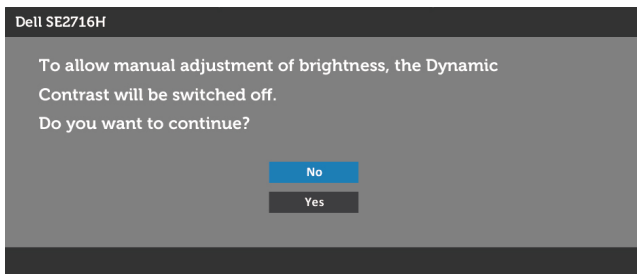 Dell SE2716H
To allow manual adjustment of brightness, the Dynamic
Contrast will be switched off.
Do you want to continue?
No
Yes